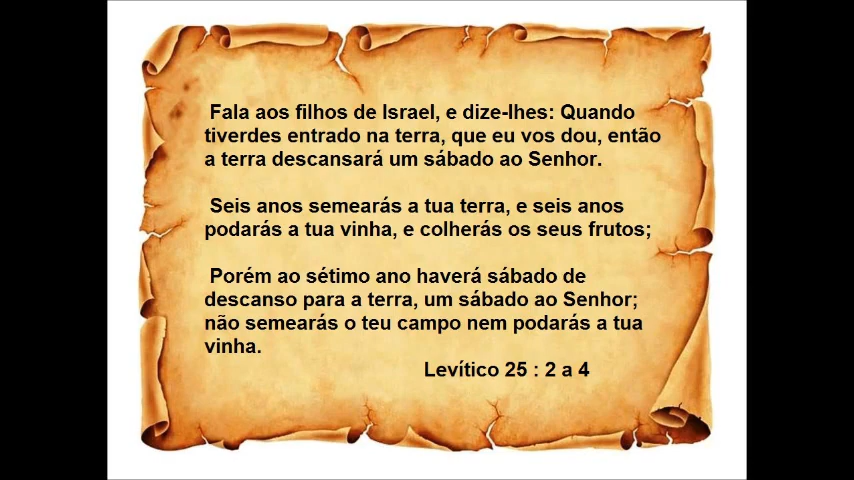 Fala aos filhos de Israel, e dize-lhes: Quando
tiverdes entrado na terra, que eu vos dou, então
a terra descansará um sábado ao Senhor.
Seis anos semearás a tua terra, e seis anos
podarás a tua vinha, e colherás os seus frutos;
Porém ao sétimo ano haverá sábado de
descanso para a terra, um sábado ao Senhor;
não semearás o teu campo nem podarás a tua
vinha.
Levítico 25 : 2 a 4